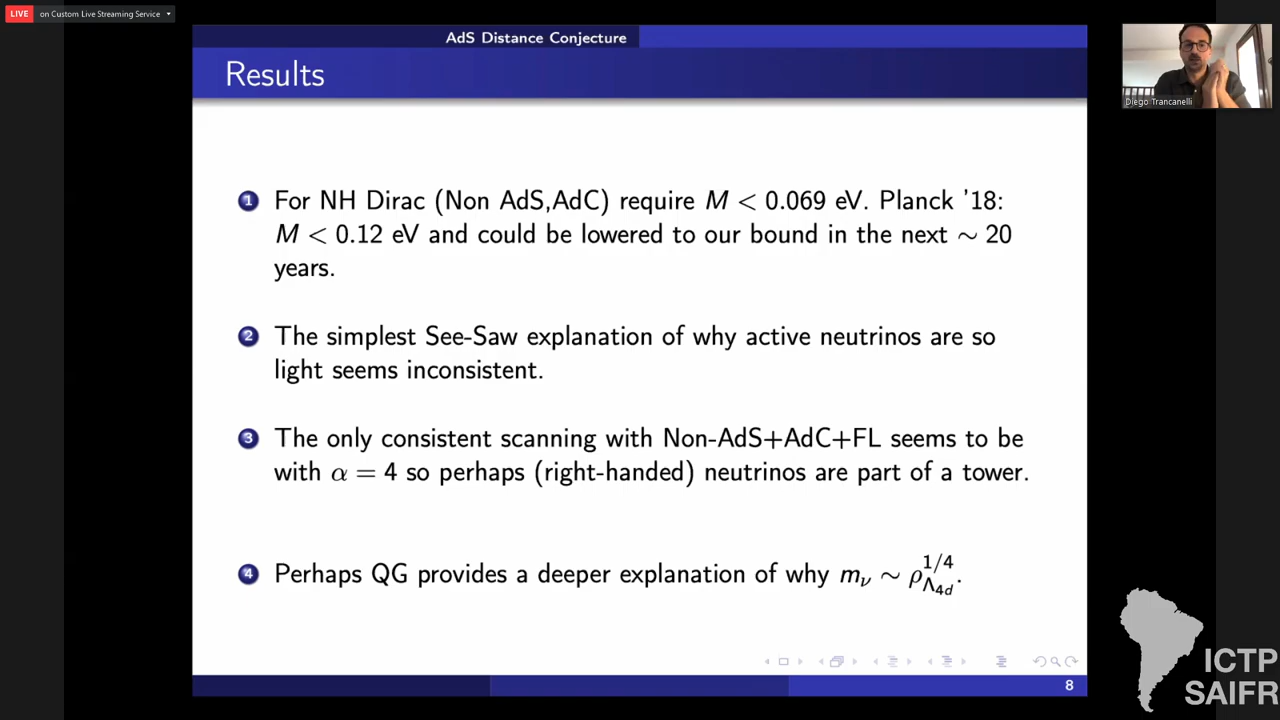 LIVE on Custom Live Streaming Service
AdS Distance Conjecture
Results
Diego Trancanelli
1 For NH Dirac (Non AdS,AdC) require M < 0.069 eV. Planck '18:
M < 0.12 eV and could be lowered to our bound in the next ∼ 20
years.
2 The simplest See-Saw explanation of why active neutrinos are so
light seems inconsistent.
3 The only consistent scanning with Non-AdS+AdC+FL seems to be
with α = 4 so perhaps (right-handed) neutrinos are part of a tower.
4 Perhaps QG provides a deeper explanation of why m_ν ∼ ρ_{Λ_{4d}}^{1/4}.
8
ICTP
SAIFR